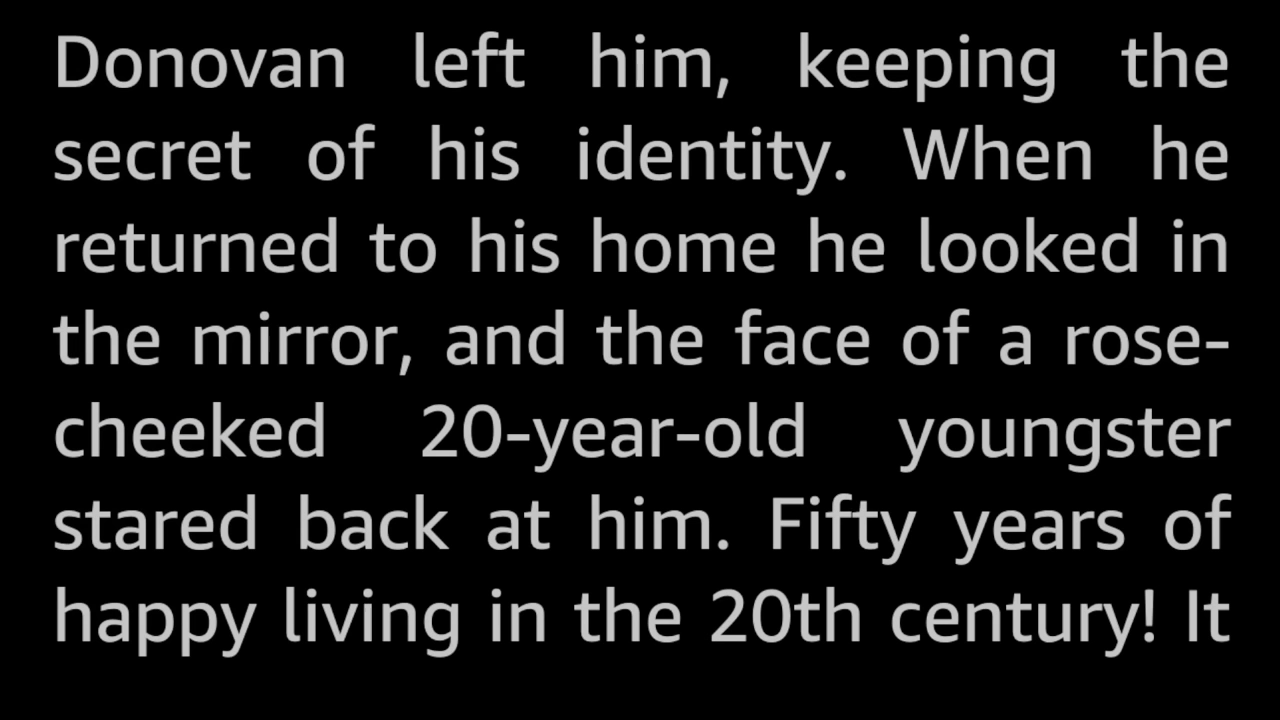 Donovan left him, keeping the
secret of his identity. When he
returned to his home he looked in
the mirror, and the face of a rose-
cheeked 20-year-old youngster
stared back at him. Fifty years of
happy living in the 20th century! It